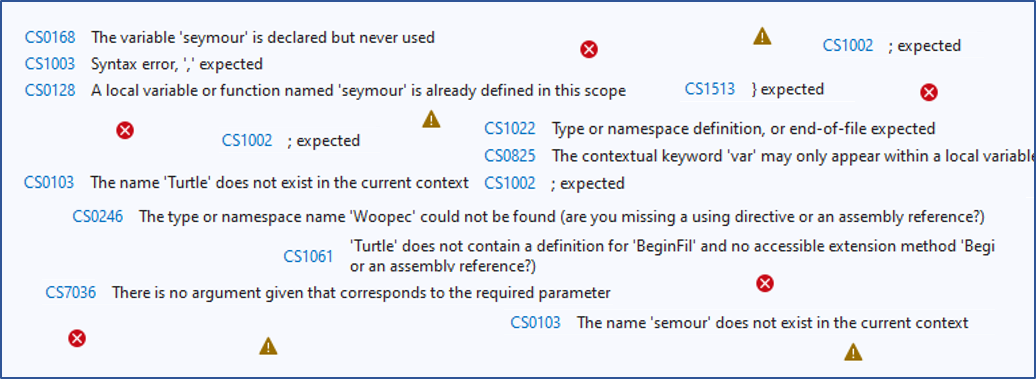 CS0168 The variable 'seymour' is declared but never used
CS1002 ; expected
CS1003 Syntax error, ',' expected
CS0128 A local variable or function named 'seymour' is already defined in this scope
CS1513 } expected
CS1002 ; expected
CS1022 Type or namespace definition, or end-of-file expected
CS0825 The contextual keyword 'var' may only appear within a local variable
CS0103 The name 'Turtle' does not exist in the current context
CS1002 ; expected
CS0246 The type or namespace name 'Woopec' could not be found (are you missing a using directive or an assembly reference?)
CS1061 'Turtle' does not contain a definition for 'BeginFil' and no accessible extension method 'Begi
or an assembly reference?)
CS7036 There is no argument given that corresponds to the required parameter
CS0103 The name 'semour' does not exist in the current context